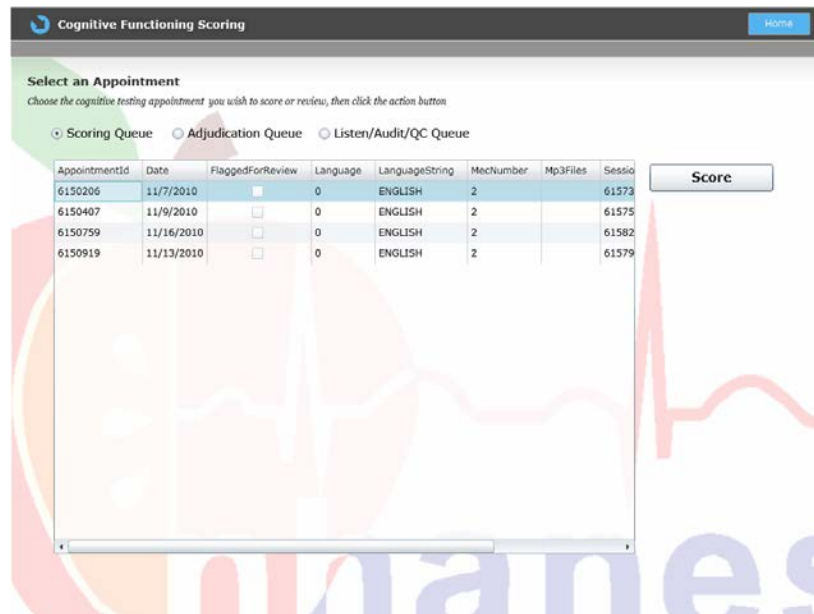 Cognitive Functioning Scoring Home
Select an Appointment
Choose the cognitive testing appointment you wish to score or review, then click the action button
Scoring Queue Adjudication Queue Listen/Audit/QC Queue
AppointmentId Date FlaggedForReview Language LanguageString MecNumber Mp3Files Sessio
Score
6150206 11/7/2010 0 ENGLISH 2 61573
6150407 11/9/2010 0 ENGLISH 2 61575
6150759 11/16/2010 0 ENGLISH 2 61582
6150919 11/13/2010 0 ENGLISH 2 61579
nhanes